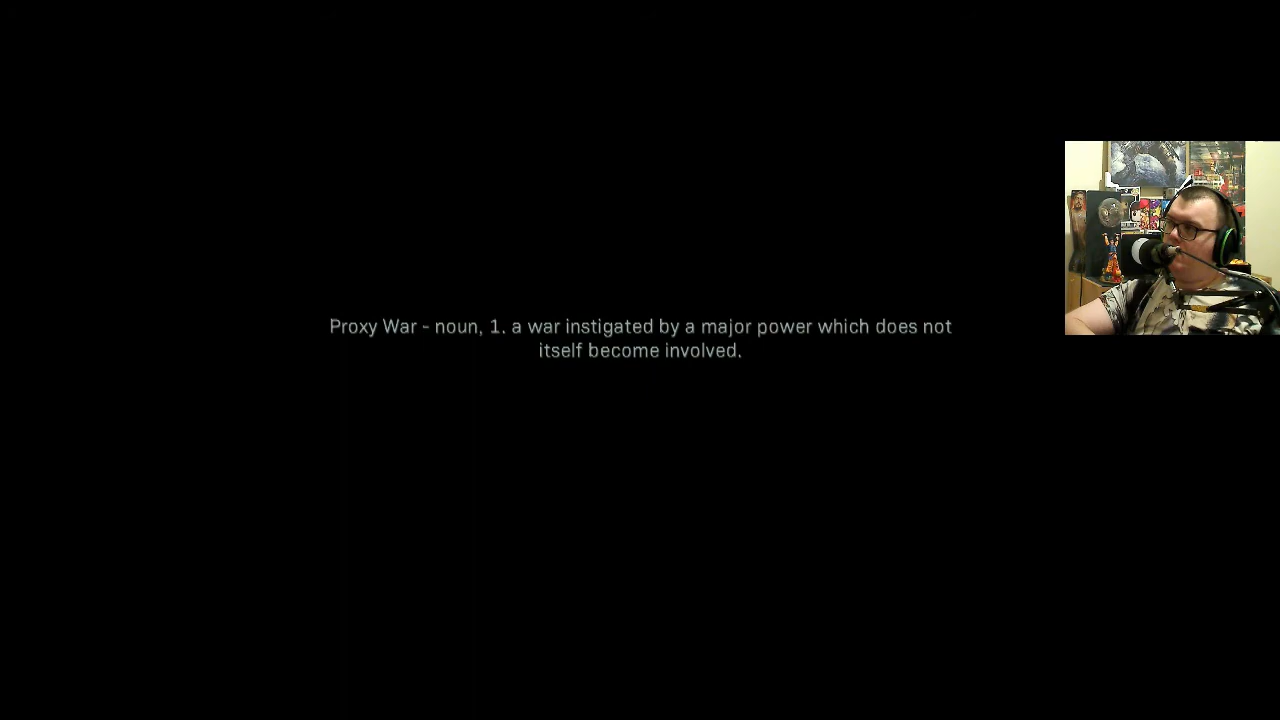 Proxy War - noun, 1. a war instigated by a major power which does not
itself become involved.